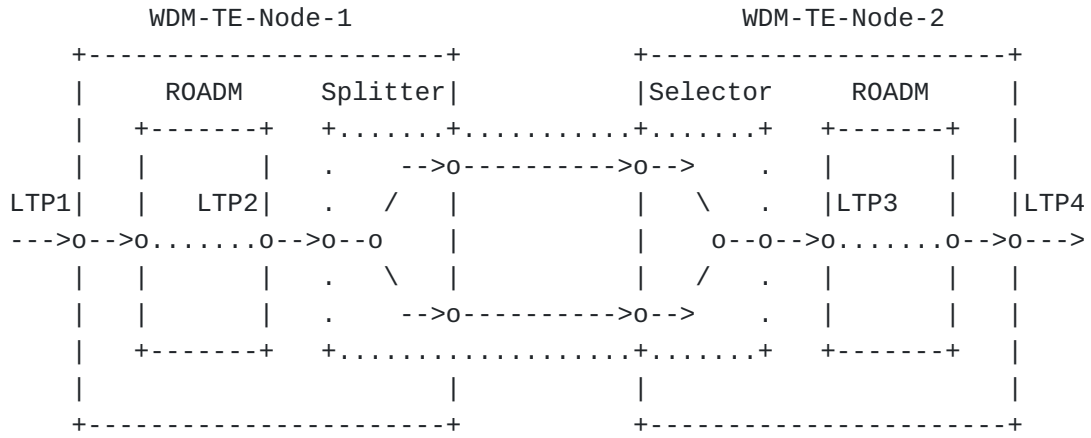 WDM-TE-Node-1 WDM-TE-Node-2
+-----------------------+ +-----------------------+
| ROADM Splitter| |Selector ROADM |
| +-------+ +.......+...........+.......+ +-------+ |
| | | . -->o---------->o--> . | | |
LTP1| | LTP2| . / | | \ . |LTP3 | |LTP4
--->o-->o.......o-->o--o | | o--o-->o.......o-->o--->
| | | . \ | | / . | | |
| | | . -->o---------->o--> . | | |
| +-------+ +...................+.......+ +-------+ |
| | | |
+-----------------------+ +-----------------------+